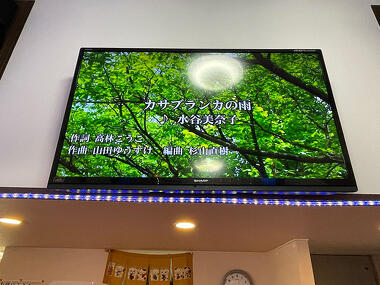 カサブランカの雨
♪ 水谷美奈子
作詞 高林こうこ
作曲 山田ゆうすけ 編曲 杉山直樹
SHARP